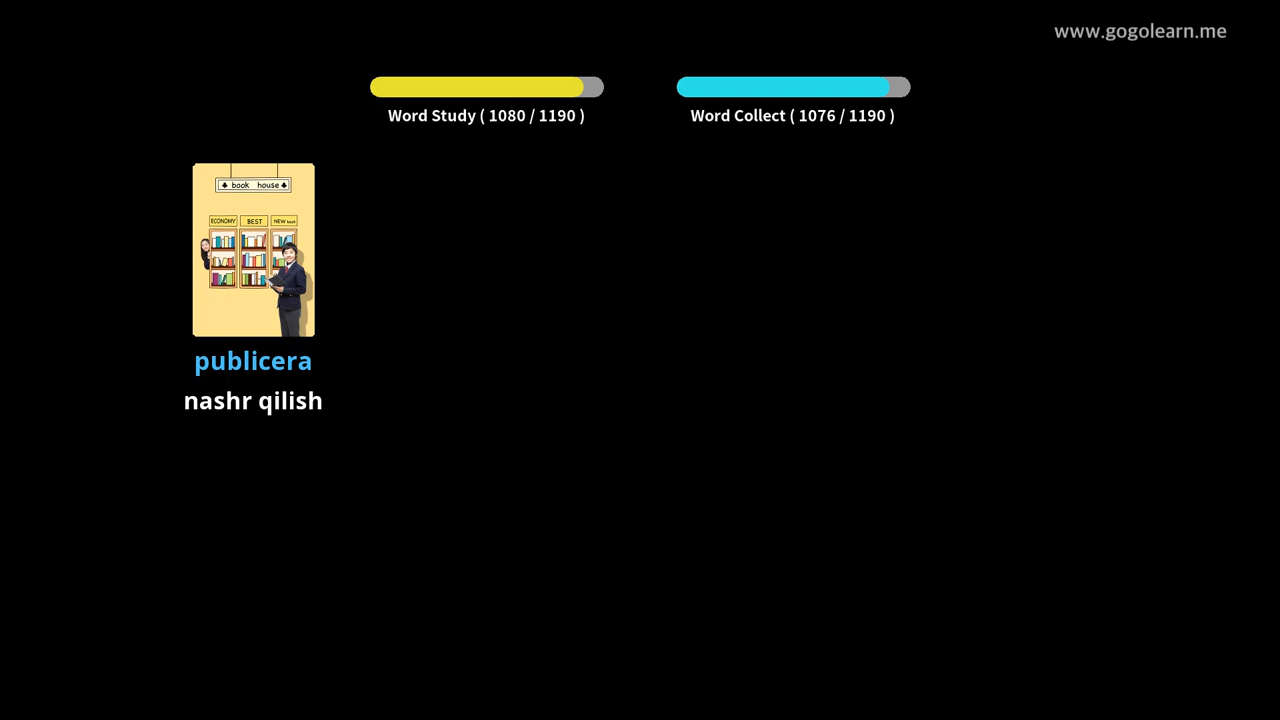 www.gogolearn.me
Word Study ( 1080 / 1190 )
Word Collect ( 1076 / 1190 )
♠ book house ♠
ECONOMY BEST NEW book
publicera
nashr qilish